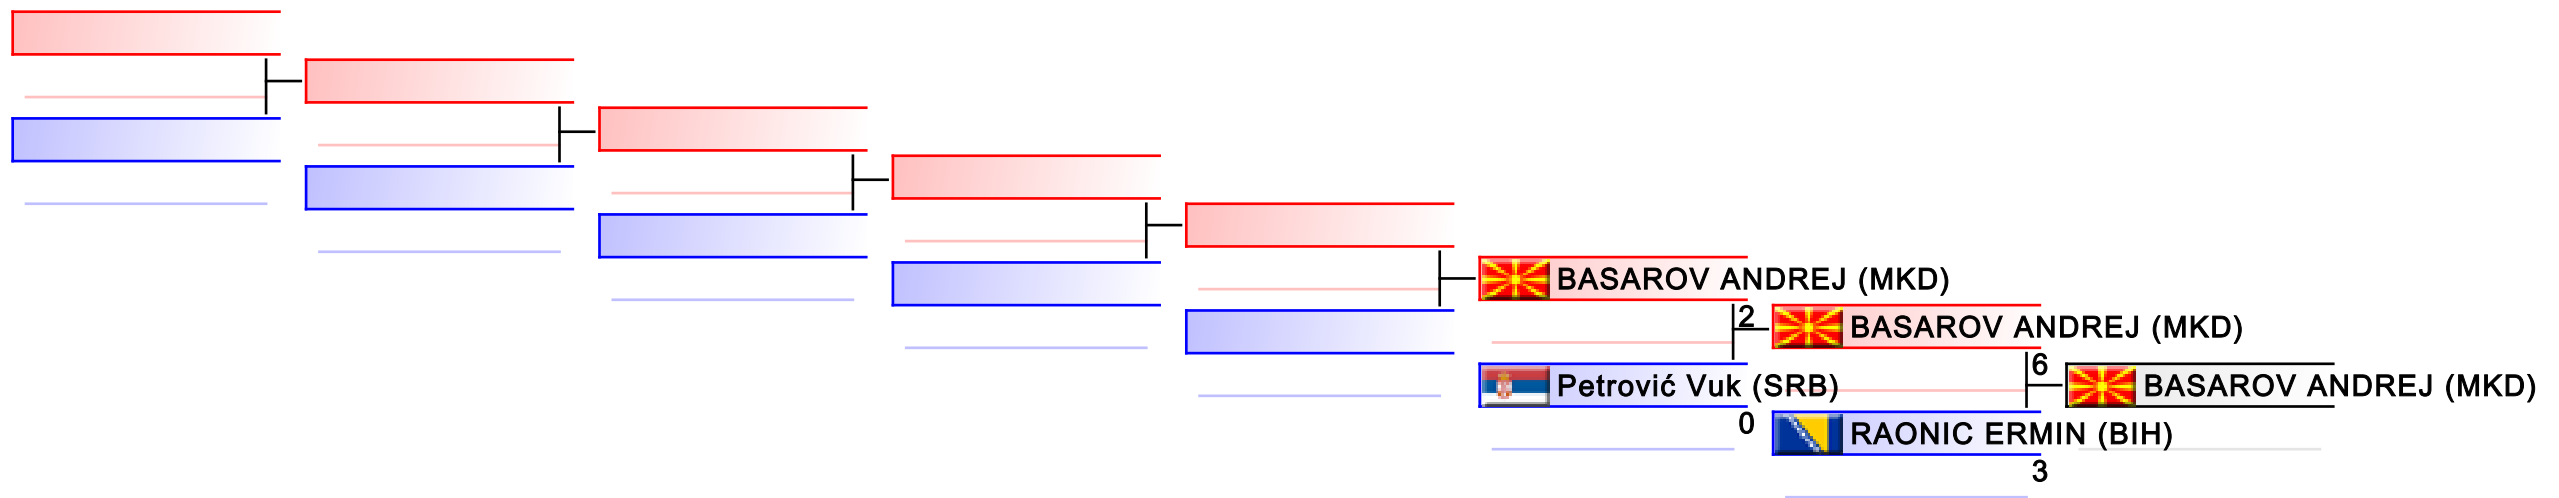 BASAROV ANDREJ (MKD)
2
BASAROV ANDREJ (MKD)
6
Petrović Vuk (SRB)
BASAROV ANDREJ (MKD)
0
RAONIC ERMIN (BIH)
3